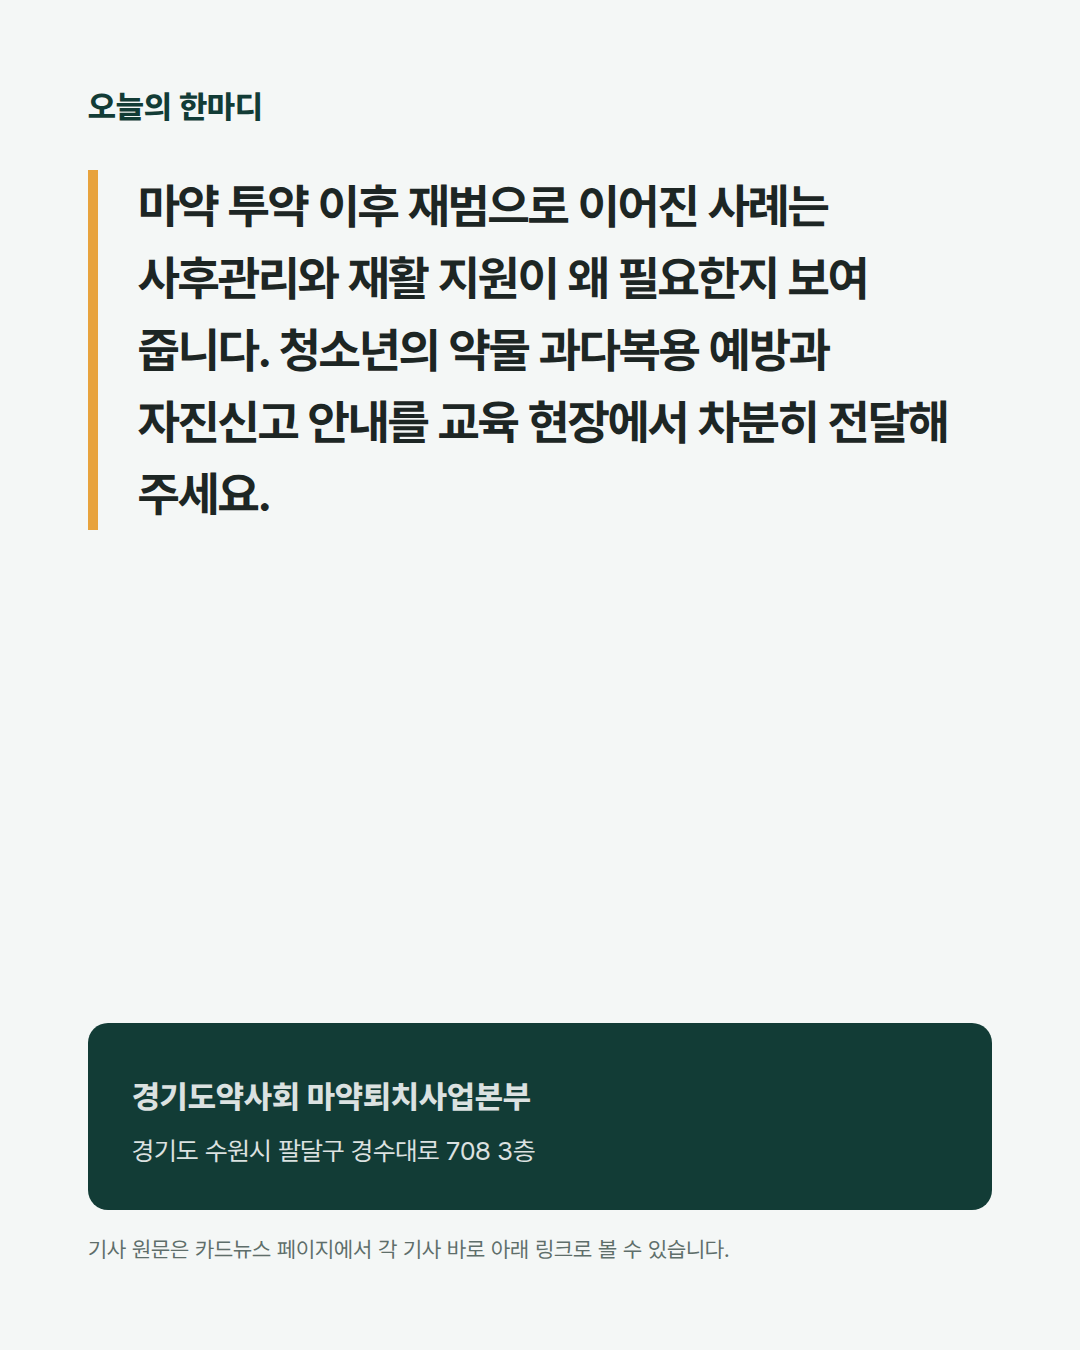 오늘의 한마디
마약 투약 이후 재범으로 이어진 사례는
사후관리와 재활 지원이 왜 필요한지 보여
줍니다. 청소년의 약물 과다복용 예방과
자진신고 안내를 교육 현장에서 차분히 전달해
주세요.
경기도약사회 마약퇴치사업본부
경기도 수원시 팔달구 경수대로 708 3층
기사 원문은 카드뉴스 페이지에서 각 기사 바로 아래 링크로 볼 수 있습니다.